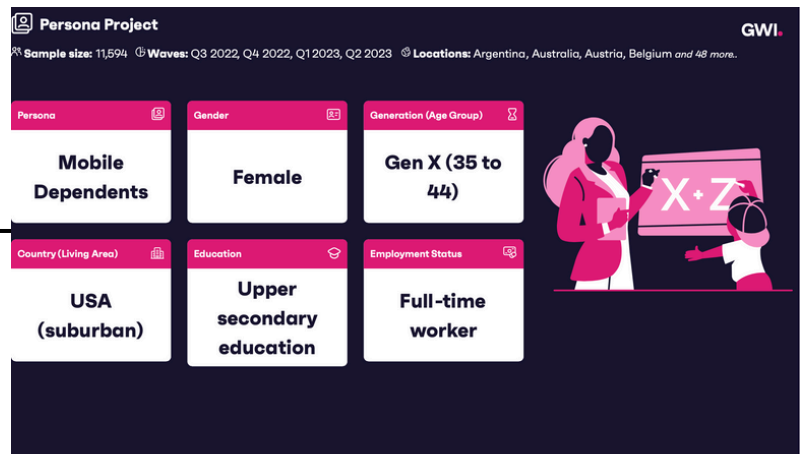 Persona Project
GWI.
Sample size: 11,594 Waves: Q3 2022, Q4 2022, Q1 2023, Q2 2023 Locations: Argentina, Australia, Austria, Belgium and 48 more..
Persona
Mobile
Dependents
Gender
Female
Generation (Age Group)
Gen X (35 to
44)
X + Z
Country (Living Area)
USA
(suburban)
Education
Upper
secondary
education
Employment Status
Full-time
worker